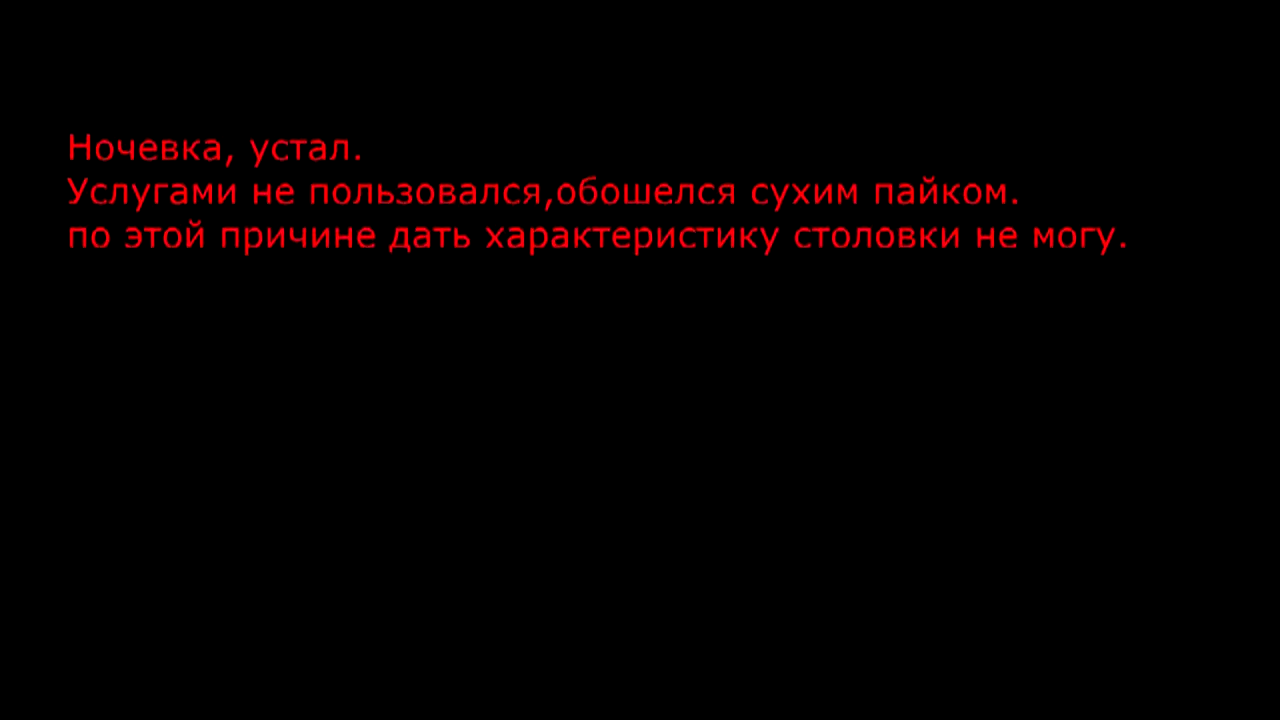 Ночевка, устал.
Услугами не пользовался,обошелся сухим пайком.
по этой причине дать характеристику столовки не могу.